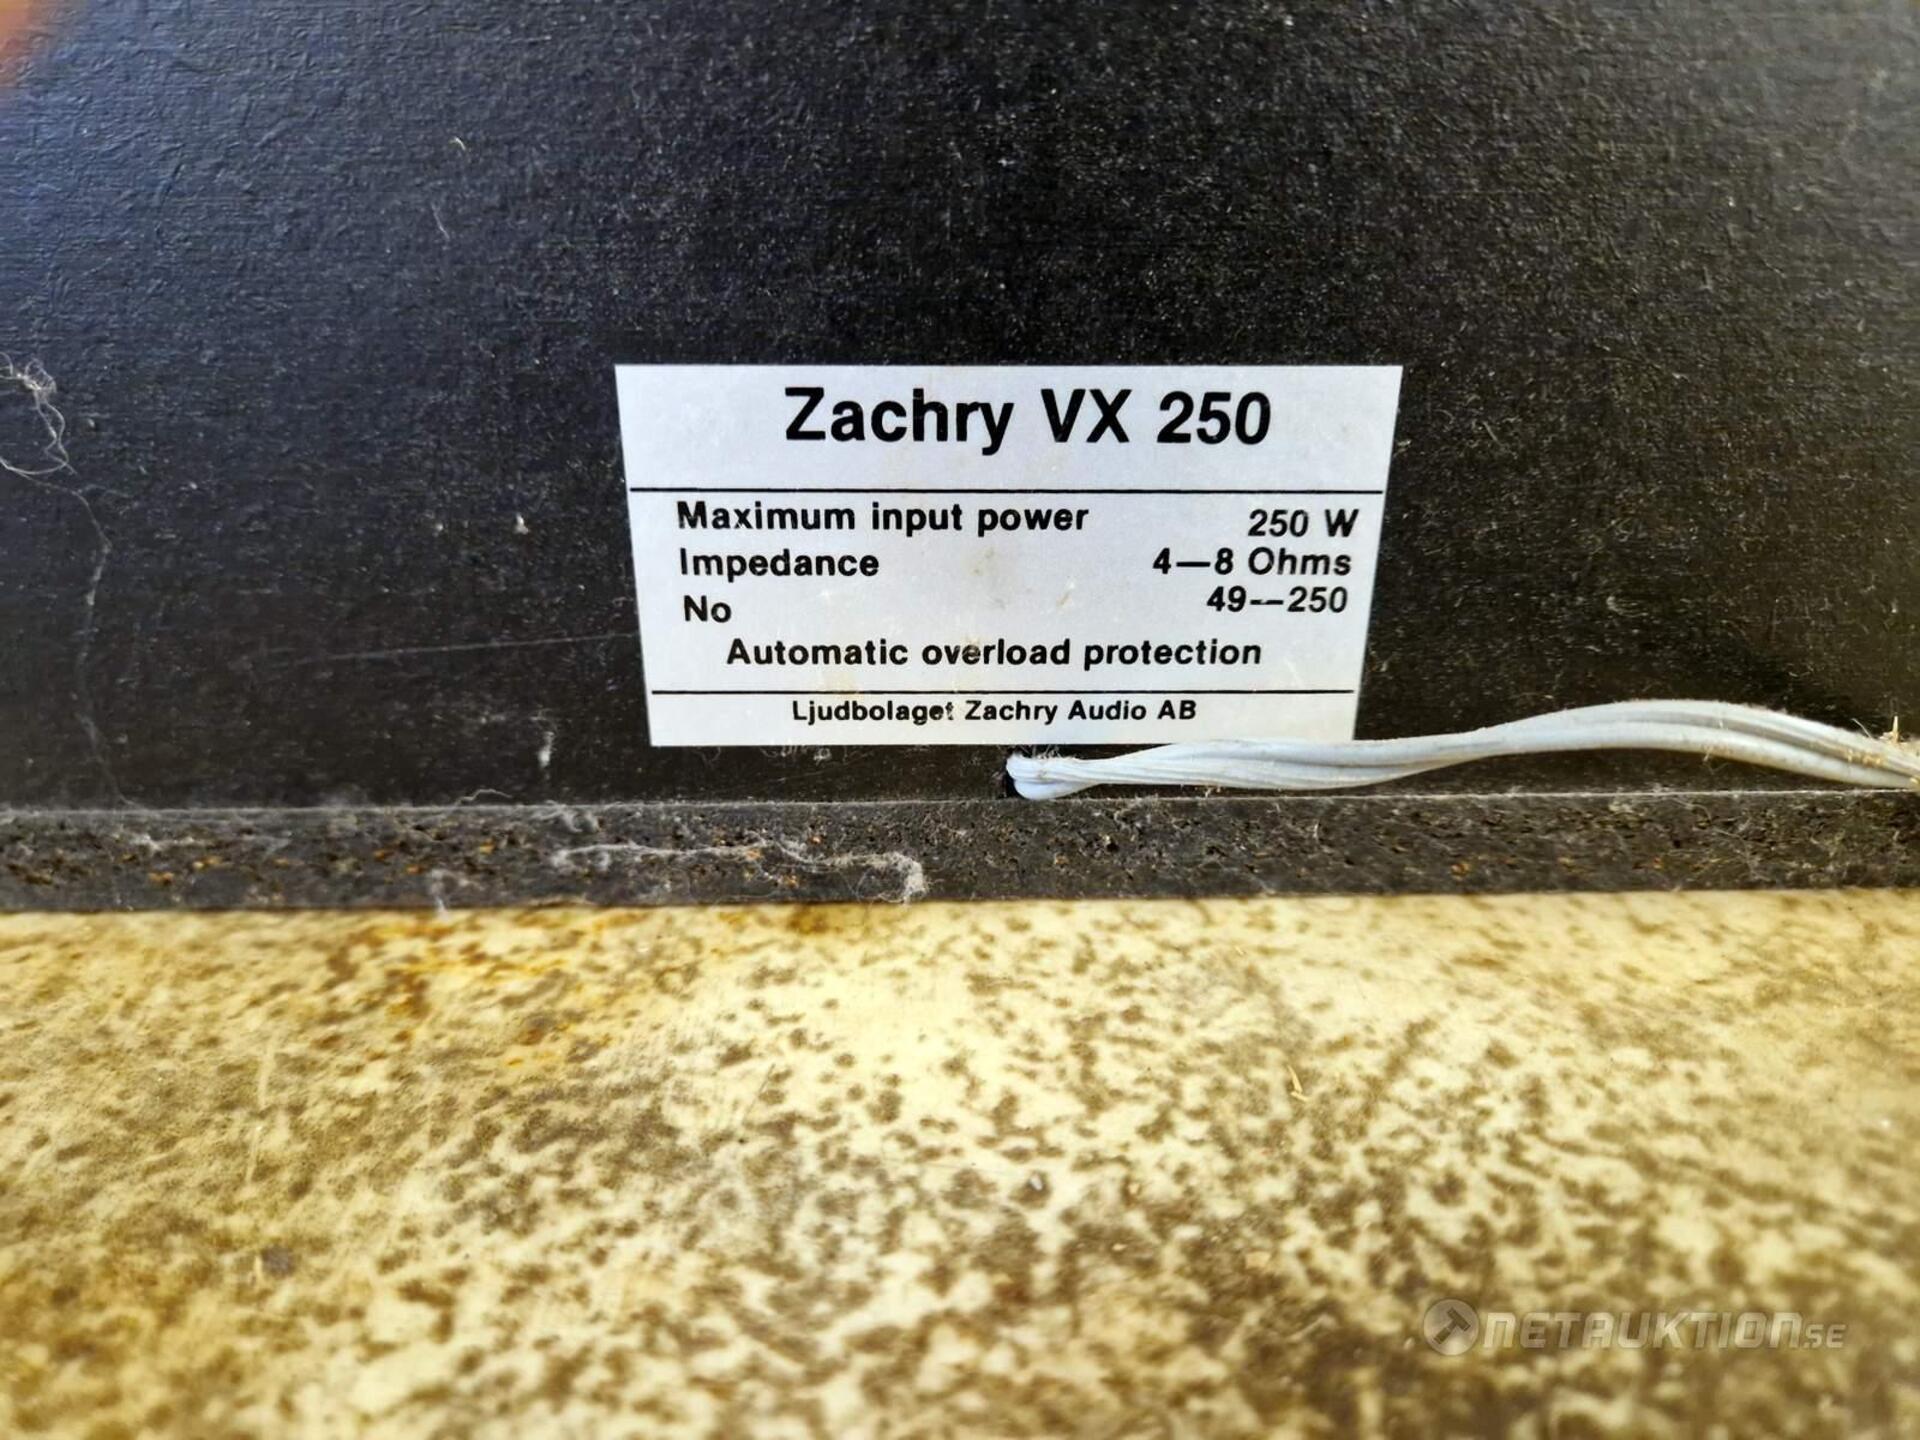 Zachry VX 250
Maximum input power 250 W
Impedance 4—8 Ohms
No 49--250
Automatic overload protection
Ljudbolaget Zachry Audio AB
NETAUKTION.SE